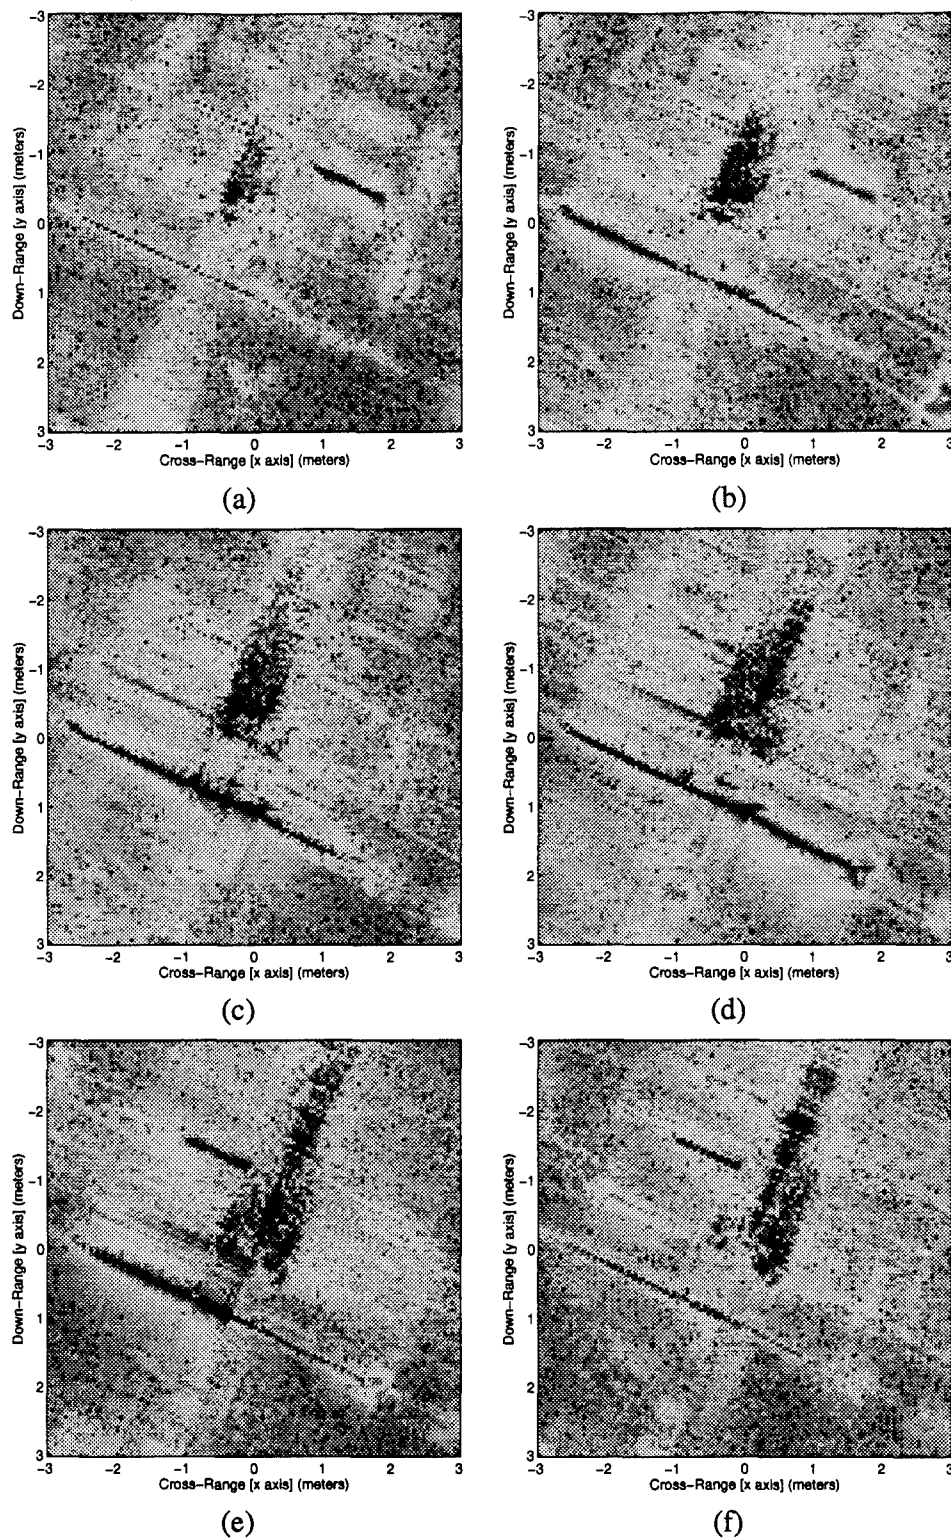 -3 -3
-2 -2
-1 -1
0 0
1 1
2 2
3 3
Down-Range [y axis] (meters) Down-Range [y axis] (meters)
-3 -2 -1 0 1 2 3 -3 -2 -1 0 1 2 3
Cross-Range [x axis] (meters) Cross-Range [x axis] (meters)
(a) (b)
-3 -3
-2 -2
-1 -1
0 0
1 1
2 2
3 3
Down-Range [y axis] (meters) Down-Range [y axis] (meters)
-3 -2 -1 0 1 2 3 -3 -2 -1 0 1 2 3
Cross-Range [x axis] (meters) Cross-Range [x axis] (meters)
(c) (d)
-3 -3
-2 -2
-1 -1
0 0
1 1
2 2
3 3
Down-Range [y axis] (meters) Down-Range [y axis] (meters)
-3 -2 -1 0 1 2 3 -3 -2 -1 0 1 2 3
Cross-Range [x axis] (meters) Cross-Range [x axis] (meters)
(e) (f)